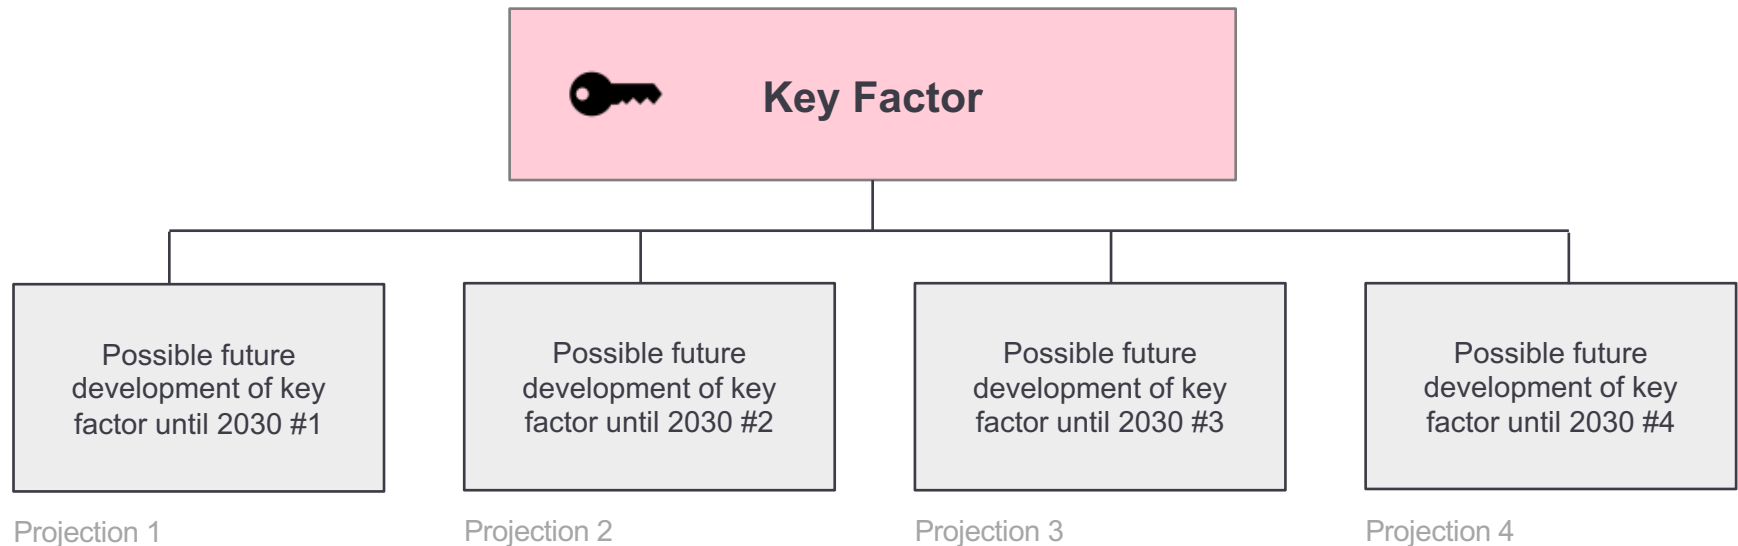 Key Factor
Possible future
development of key
factor until 2030 #1
Possible future
development of key
factor until 2030 #2
Possible future
development of key
factor until 2030 #3
Possible future
development of key
factor until 2030 #4
Projection 1
Projection 2
Projection 3
Projection 4